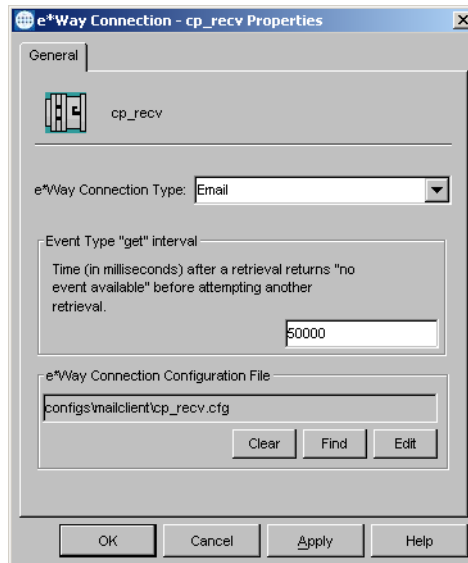 e*Way Connection - cp_recv Properties
General
cp_recv
e*Way Connection Type: Email
Event Type "get" interval
Time (in milliseconds) after a retrieval returns "no
event available" before attempting another
retrieval.
50000
e*Way Connection Configuration File
configs\mailclient\cp_recv.cfg
Clear Find Edit
OK Cancel Apply Help